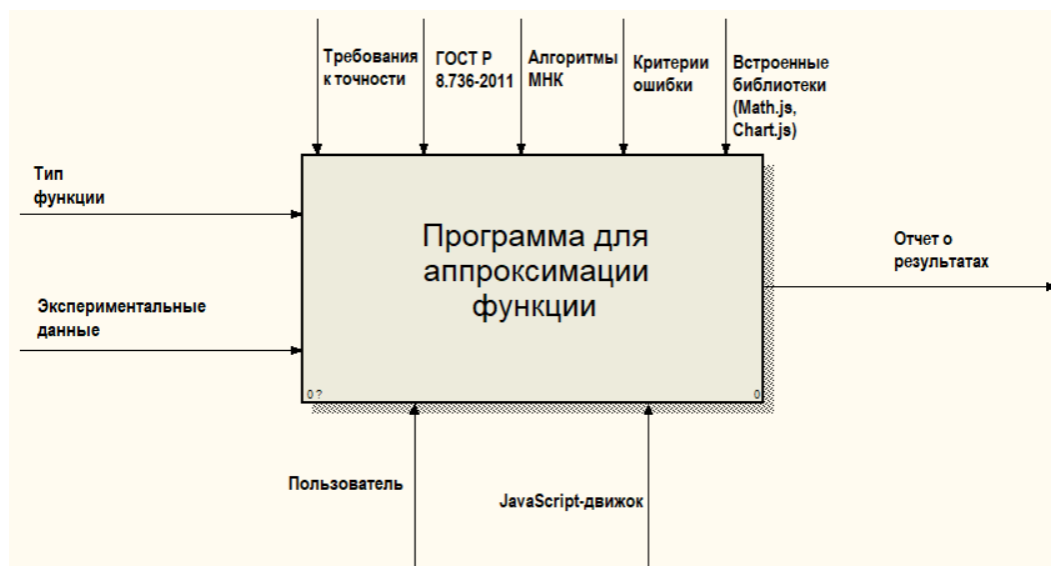 Требования
к точности
ГОСТ Р
8.736-2011
Алгоритмы
МНК
Критерии
ошибки
Встроенные
библиотеки
(Math.js,
Chart.js)
Тип
функции
Экспериментальные
данные
Программа для
аппроксимации
функции
0 ?
0
Отчет о
результатах
Пользователь
JavaScript-движок